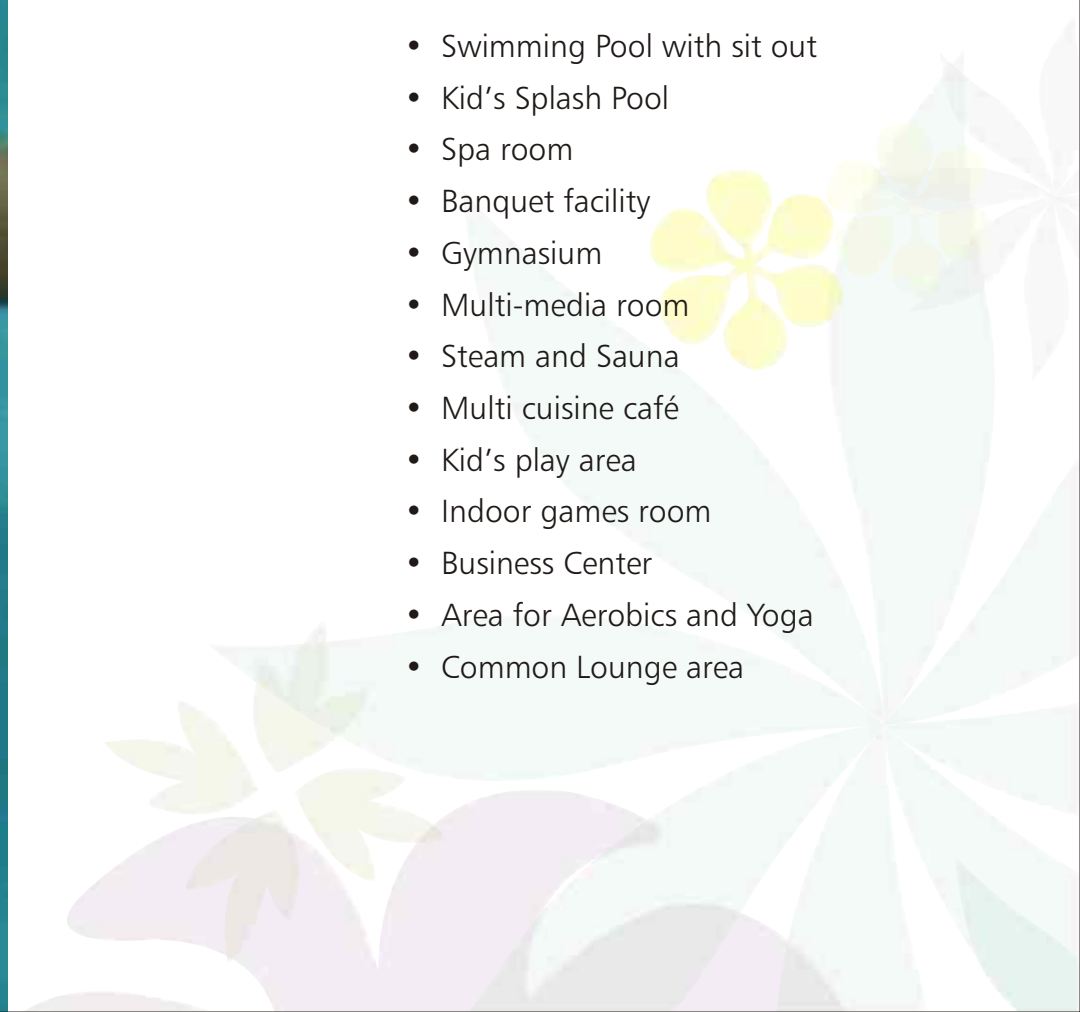 • Swimming Pool with sit out
• Kid's Splash Pool
• Spa room
• Banquet facility
• Gymnasium
• Multi-media room
• Steam and Sauna
• Multi cuisine café
• Kid's play area
• Indoor games room
• Business Center
• Area for Aerobics and Yoga
• Common Lounge area